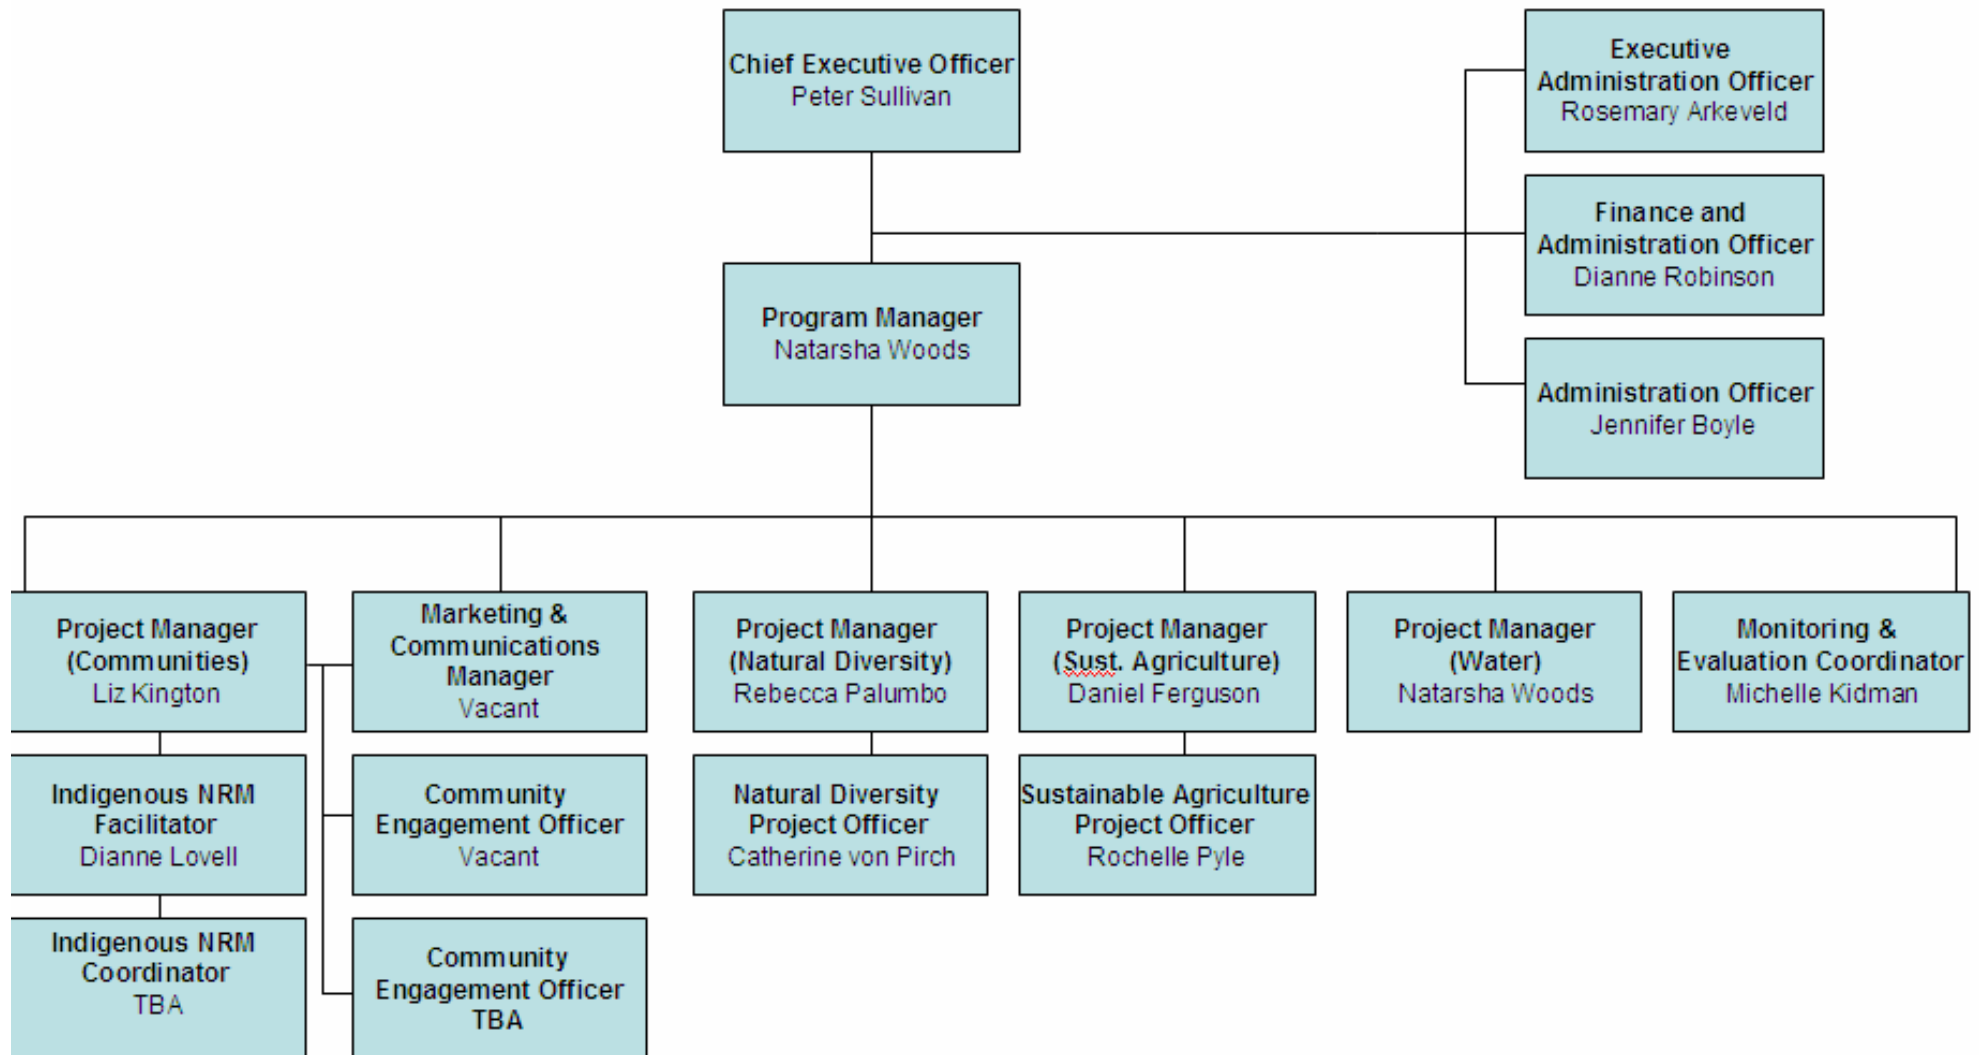 Chief Executive Officer
Peter Sullivan
Executive
Administration Officer
Rosemary Arkeveld
Finance and
Administration Officer
Dianne Robinson
Program Manager
Natarsha Woods
Administration Officer
Jennifer Boyle
Project Manager
(Communities)
Liz Kington
Marketing &
Communications
Manager
Vacant
Project Manager
(Natural Diversity)
Rebecca Palumbo
Project Manager
(Sust. Agriculture)
Daniel Ferguson
Project Manager
(Water)
Natarsha Woods
Monitoring &
Evaluation Coordinator
Michelle Kidman
Indigenous NRM
Facilitator
Dianne Lovell
Community
Engagement Officer
Vacant
Natural Diversity
Project Officer
Catherine von Pirch
Sustainable Agriculture
Project Officer
Rochelle Pyle
Indigenous NRM
Coordinator
TBA
Community
Engagement Officer
TBA